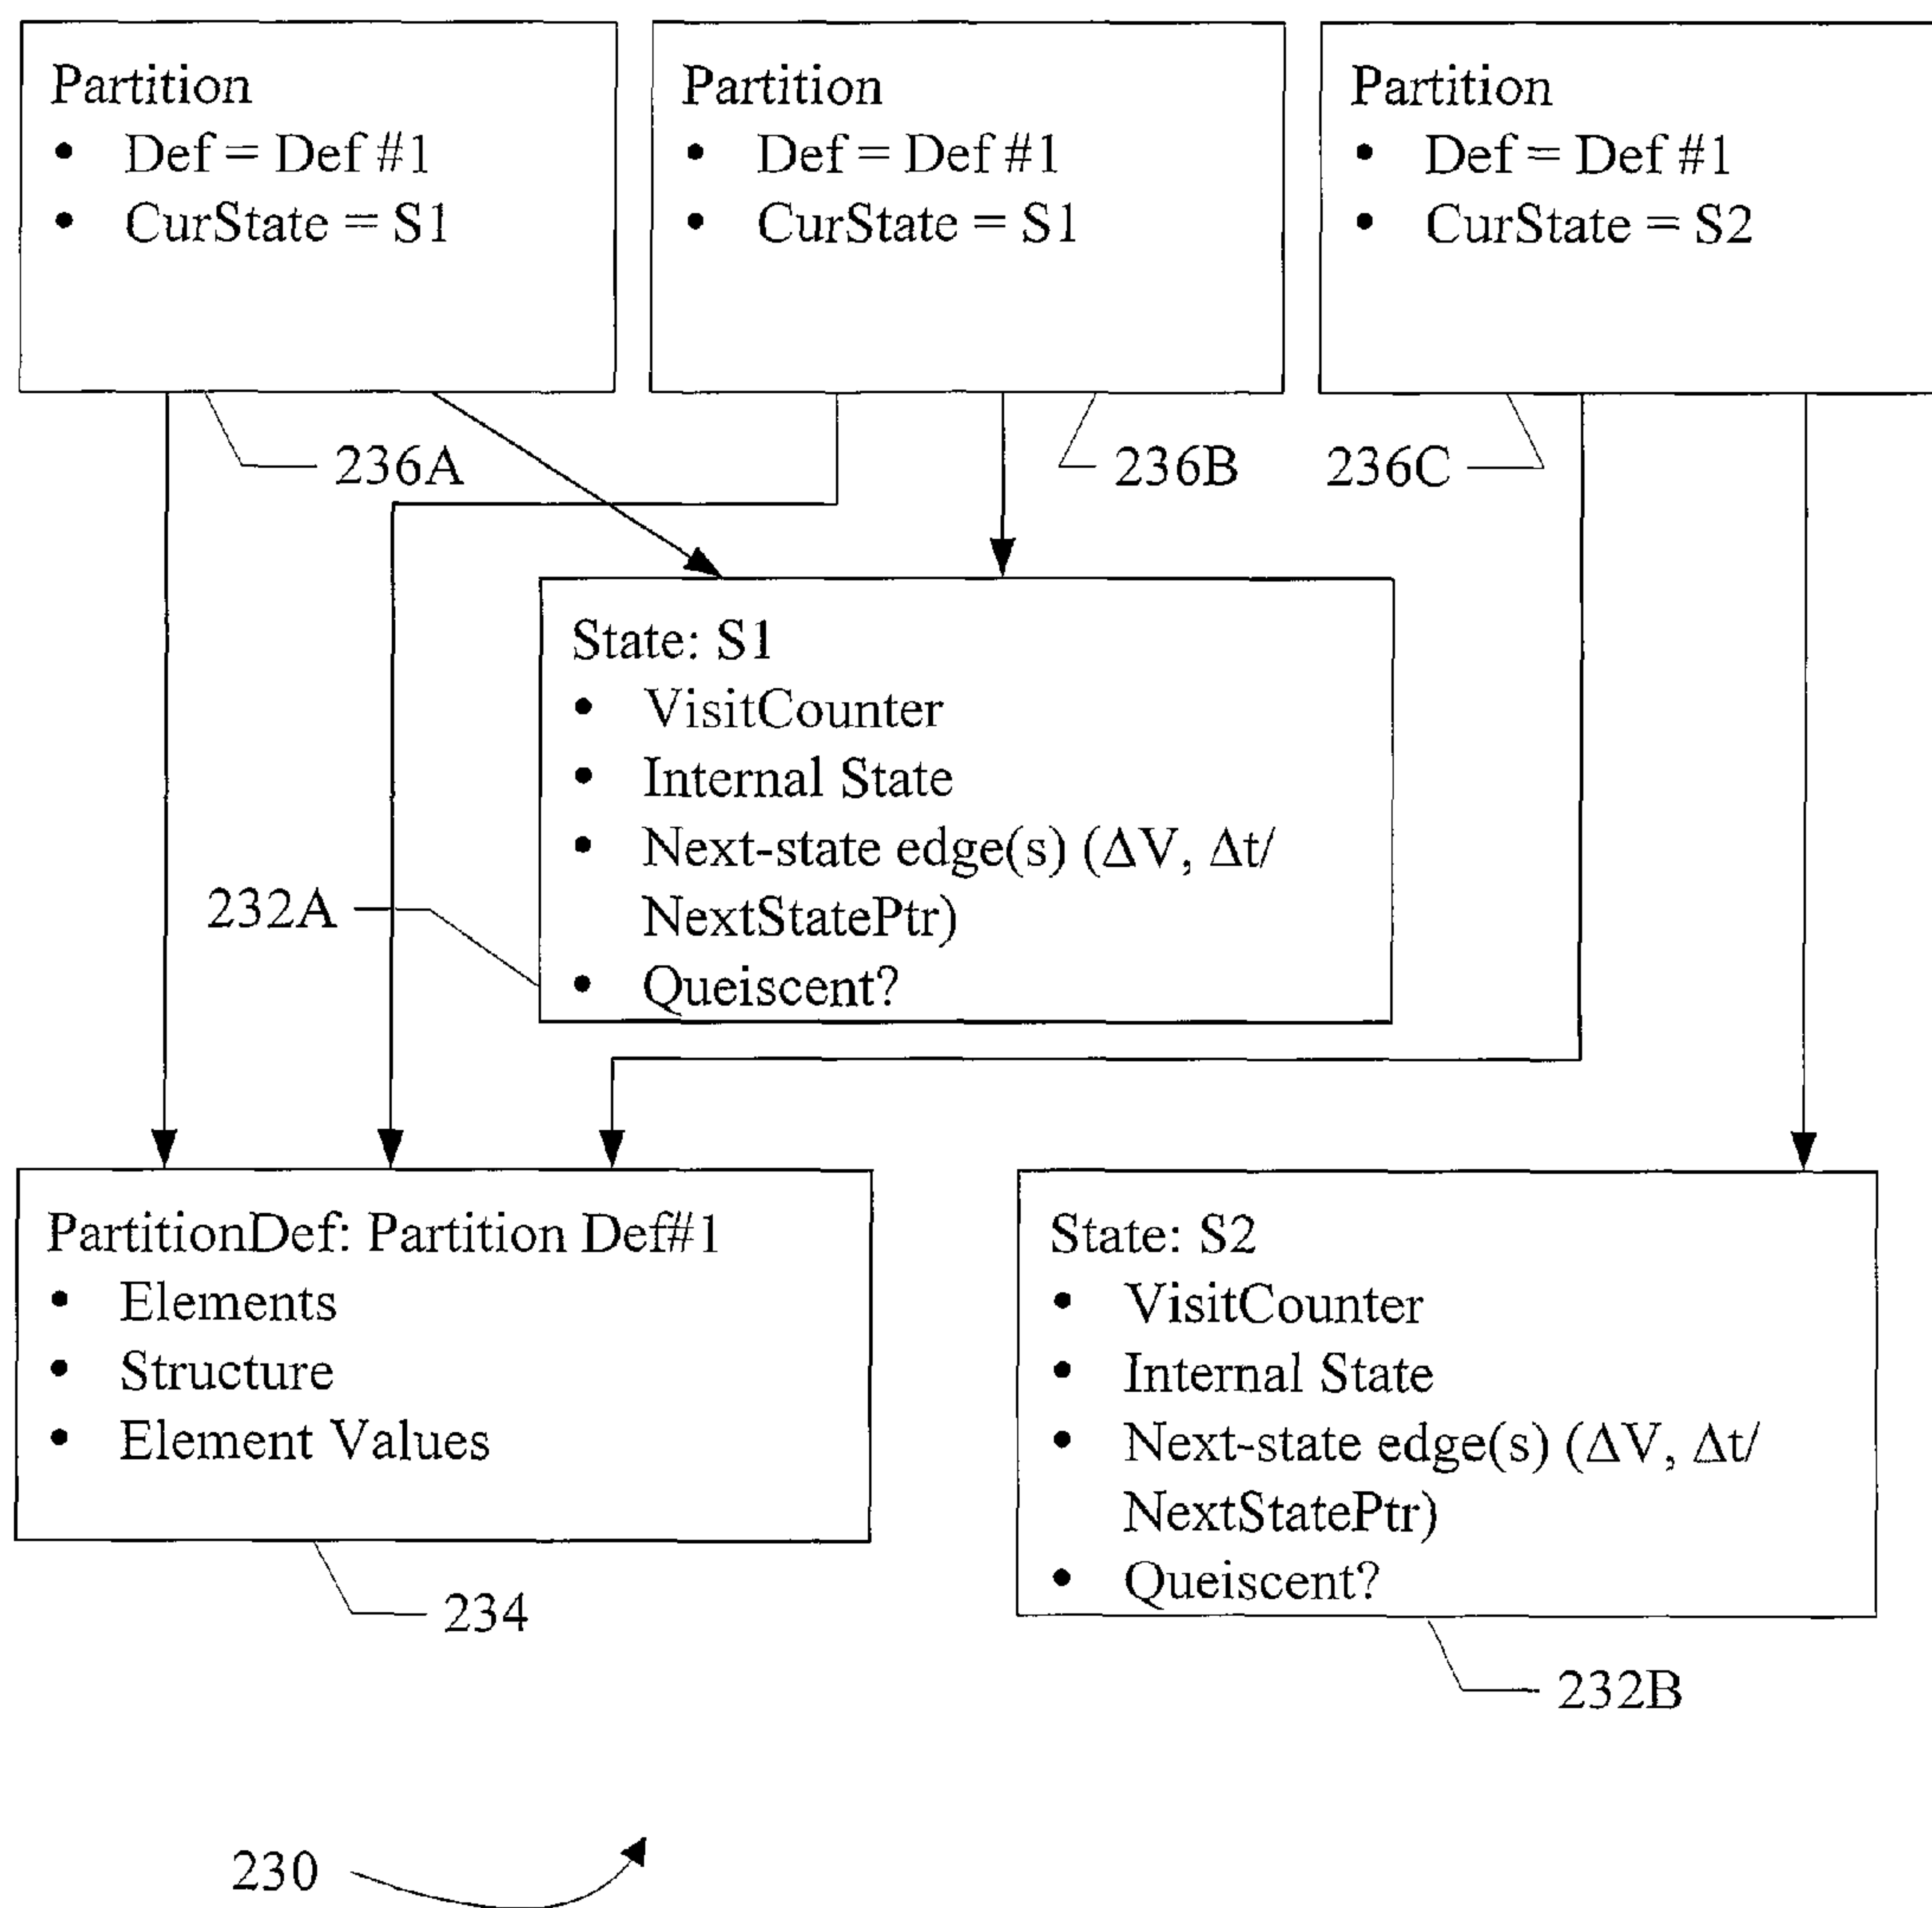 Partition
• Def = Def #1
• CurState = S1
Partition
• Def = Def #1
• CurState = S1
Partition
• Def = Def #1
• CurState = S2
236A
236B
236C
State: S1
• VisitCounter
• Internal State
• Next-state edge(s) (ΔV, Δt/
NextStatePtr)
• Queiscent?
232A
PartitionDef: Partition Def#1
• Elements
• Structure
• Element Values
234
State: S2
• VisitCounter
• Internal State
• Next-state edge(s) (ΔV, Δt/
NextStatePtr)
• Queiscent?
232B
230